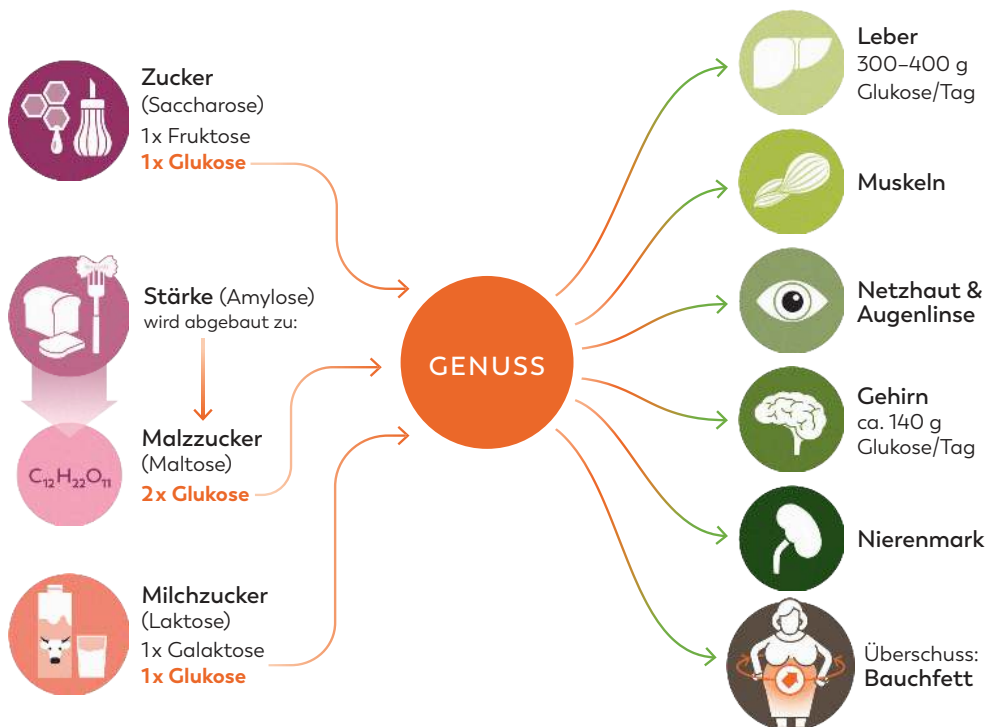 Zucker
(Saccharose)
1x Fruktose
1x Glukose
Stärke (Amylose)
wird abgebaut zu:
C₁₂H₂₂O₁₁
Malzzucker
(Maltose)
2x Glukose
Milchzucker
(Laktose)
1x Galaktose
1x Glukose
GENUSS
Leber
300–400 g
Glukose/Tag
Muskeln
Netzhaut &
Augenlinse
Gehirn
ca. 140 g
Glukose/Tag
Nierenmark
Überschuss:
Bauchfett